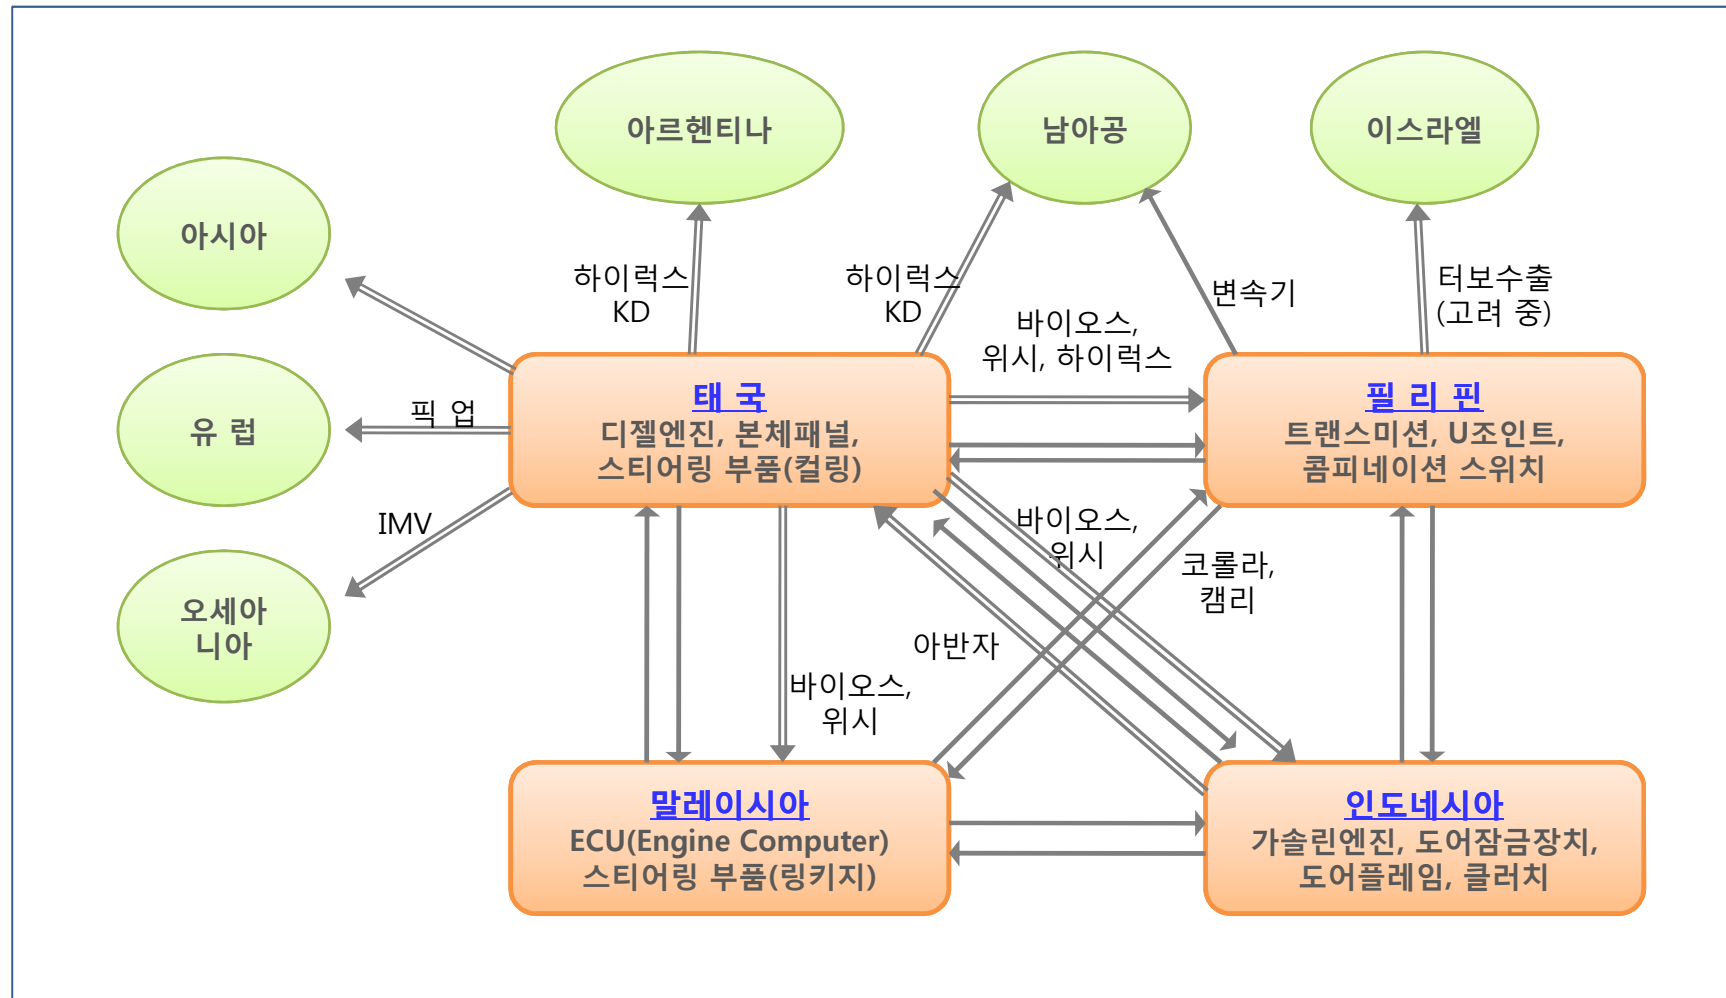 아르헨티나
남아공
이스라엘
아시아
하이럭스
KD
하이럭스
KD
변속기
터보수출
(고려 중)
바이오스,
위시, 하이럭스
유 럽
픽 업
태 국
디젤엔진, 본체패널,
스티어링 부품(컬링)
필 리 핀
트랜스미션, U조인트,
콤피네이션 스위치
IMV
바이오스,
위시
코롤라,
캠리
오세아
니아
아반자
바이오스,
위시
말레이시아
ECU(Engine Computer)
스티어링 부품(링키지)
인도네시아
가솔린엔진, 도어잠금장치,
도어플레임, 클러치